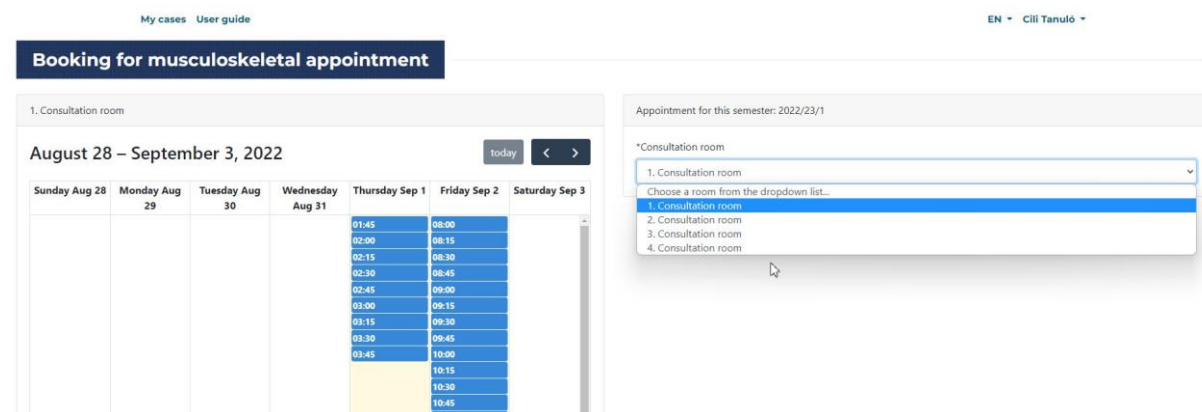 My cases User guide
EN Cili Tanuló
Booking for musculoskeletal appointment
1. Consultation room
August 28 – September 3, 2022
today
Sunday Aug 28
Monday Aug 29
Tuesday Aug 30
Wednesday Aug 31
Thursday Sep 1
Friday Sep 2
Saturday Sep 3
01:45
02:00
02:15
02:30
02:45
03:00
03:15
03:30
03:45
08:00
08:15
08:30
08:45
09:00
09:15
09:30
09:45
10:00
10:15
10:30
10:45
Appointment for this semester: 2022/23/1
*Consultation room
1. Consultation room
Choose a room from the dropdown list...
1. Consultation room
2. Consultation room
3. Consultation room
4. Consultation room